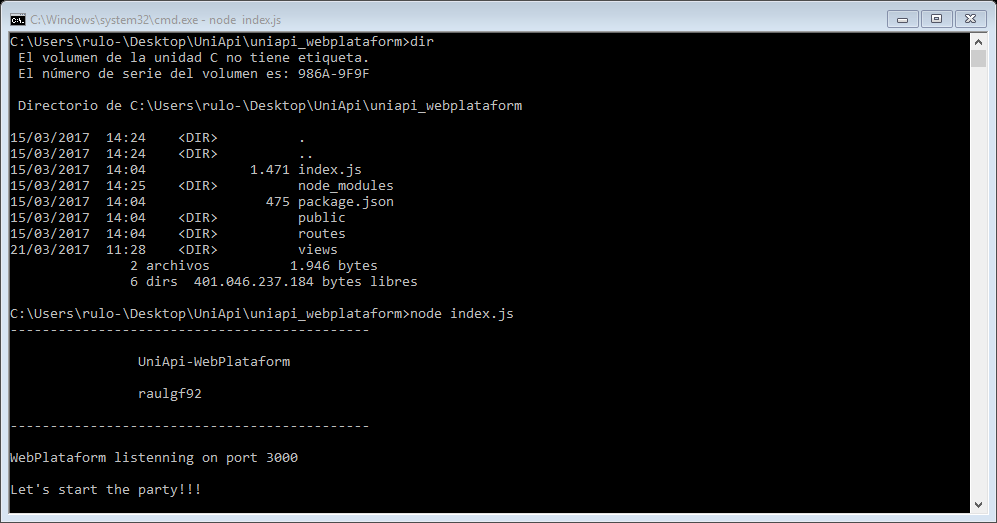 C:\Windows\system32\cmd.exe - node index.js
C:\Users\rulo-\Desktop\UniApi\uniapi_webplataform>dir
El volumen de la unidad C no tiene etiqueta.
El número de serie del volumen es: 986A-9F9F
Directorio de C:\Users\rulo-\Desktop\UniApi\uniapi_webplataform
15/03/2017  14:24    <DIR>          .
15/03/2017  14:24    <DIR>          ..
15/03/2017  14:04             1.471 index.js
15/03/2017  14:25    <DIR>          node_modules
15/03/2017  14:04               475 package.json
15/03/2017  14:04    <DIR>          public
15/03/2017  14:04    <DIR>          routes
21/03/2017  11:28    <DIR>          views
2 archivos          1.946 bytes
6 dirs  401.046.237.184 bytes libres
C:\Users\rulo-\Desktop\UniApi\uniapi_webplataform>node index.js
---------------------------------------------
UniApi-WebPlataform
raulgf92
---------------------------------------------
WebPlataform listenning on port 3000
Let's start the party!!!